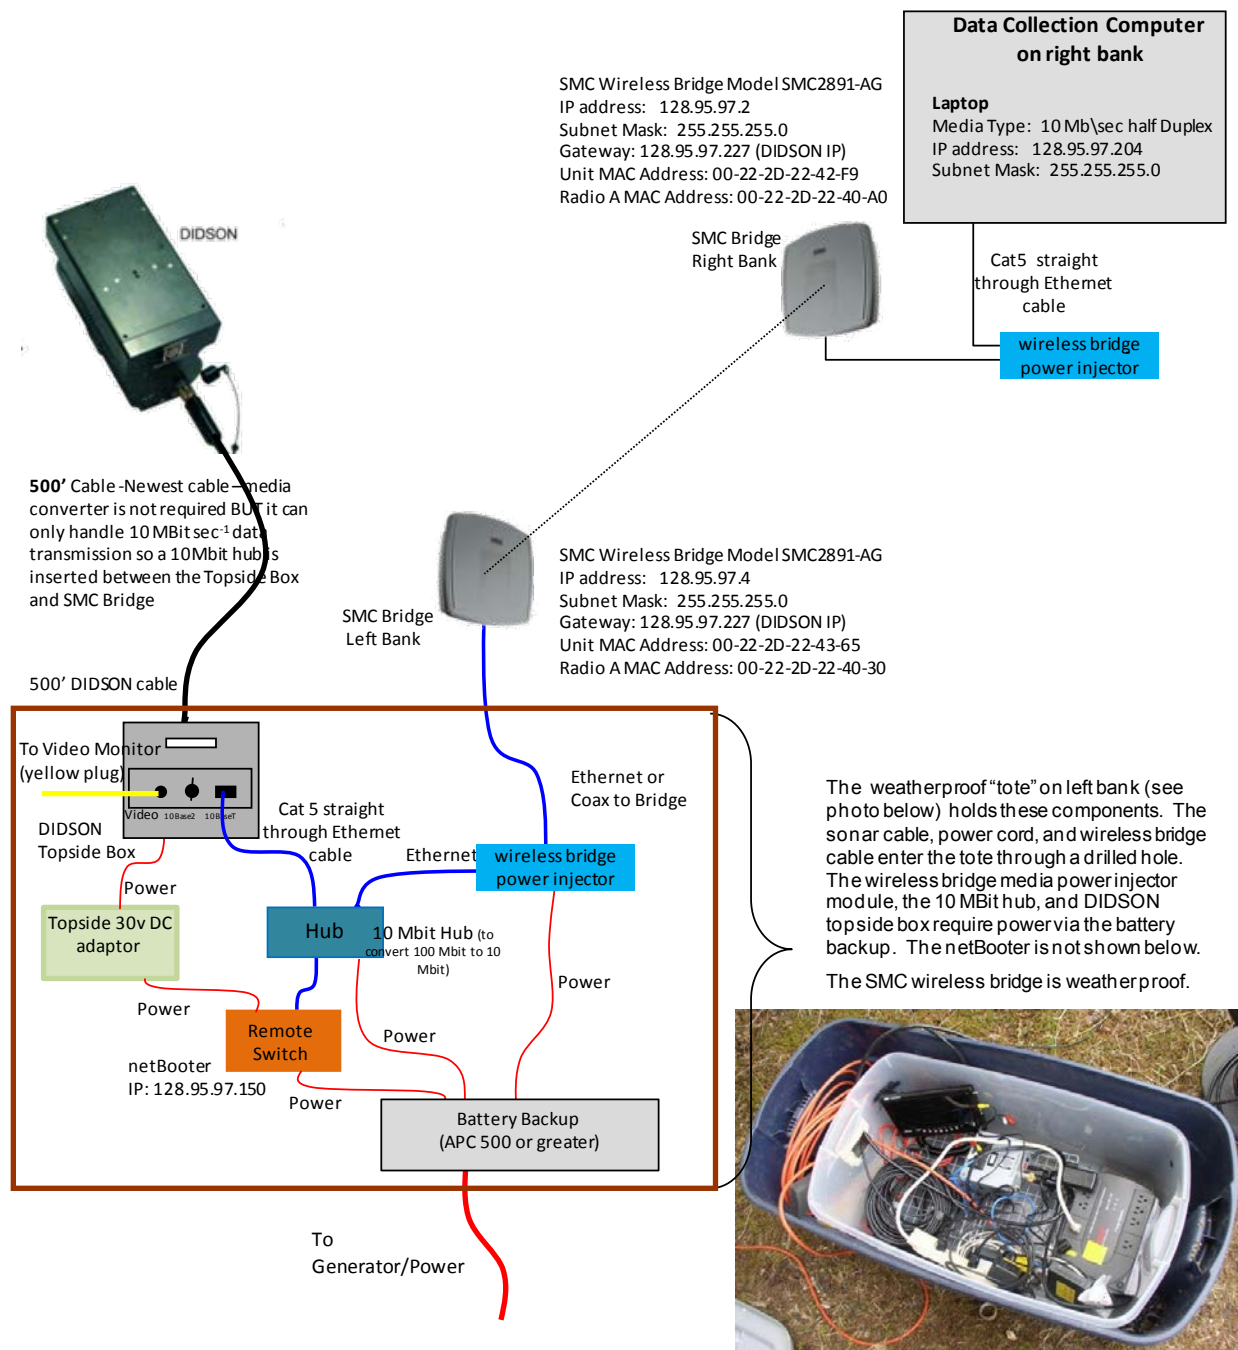 Data Collection Computer
on right bank
Laptop
Media Type: 10 Mb\sec half Duplex
IP address: 128.95.97.204
Subnet Mask: 255.255.255.0
SMC Wireless Bridge Model SMC2891-AG
IP address: 128.95.97.2
Subnet Mask: 255.255.255.0
Gateway: 128.95.97.227 (DIDSON IP)
Unit MAC Address: 00-22-2D-22-42-F9
Radio A MAC Address: 00-22-2D-22-40-A0
DIDSON
SMC Bridge
Right Bank
Cat5 straight
through Ethernet
cable
wireless bridge
power injector
500’ Cable -Newest cable – media
converter is not required BUT it can
only handle 10 MBit sec-1 data
transmission so a 10Mbit hub is
inserted between the Topside Box
and SMC Bridge
SMC Bridge
Left Bank
SMC Wireless Bridge Model SMC2891-AG
IP address: 128.95.97.4
Subnet Mask: 255.255.255.0
Gateway: 128.95.97.227 (DIDSON IP)
Unit MAC Address: 00-22-2D-22-43-65
Radio A MAC Address: 00-22-2D-22-40-30
500’ DIDSON cable
To Video Monitor
(yellow plug)
Video 10Base2 10BaseT
DIDSON
Topside Box
Cat 5 straight
through Ethernet
cable
Ethernet or
Coax to Bridge
Ethernet
wireless bridge
power injector
Power
Topside 30v DC
adaptor
Hub
10 Mbit Hub (to
convert 100 Mbit to 10
Mbit)
Power
Power
Power
Remote
Switch
netBooter
IP: 128.95.97.150
Power
Battery Backup
(APC 500 or greater)
To
Generator/Power
The weatherproof “tote” on left bank (see
photo below) holds these components. The
sonar cable, power cord, and wireless bridge
cable enter the tote through a drilled hole.
The wireless bridge media power injector
module, the 10 MBit hub, and DIDSON
topside box require power via the battery
backup. The netBooter is not shown below.
The SMC wireless bridge is weatherproof.